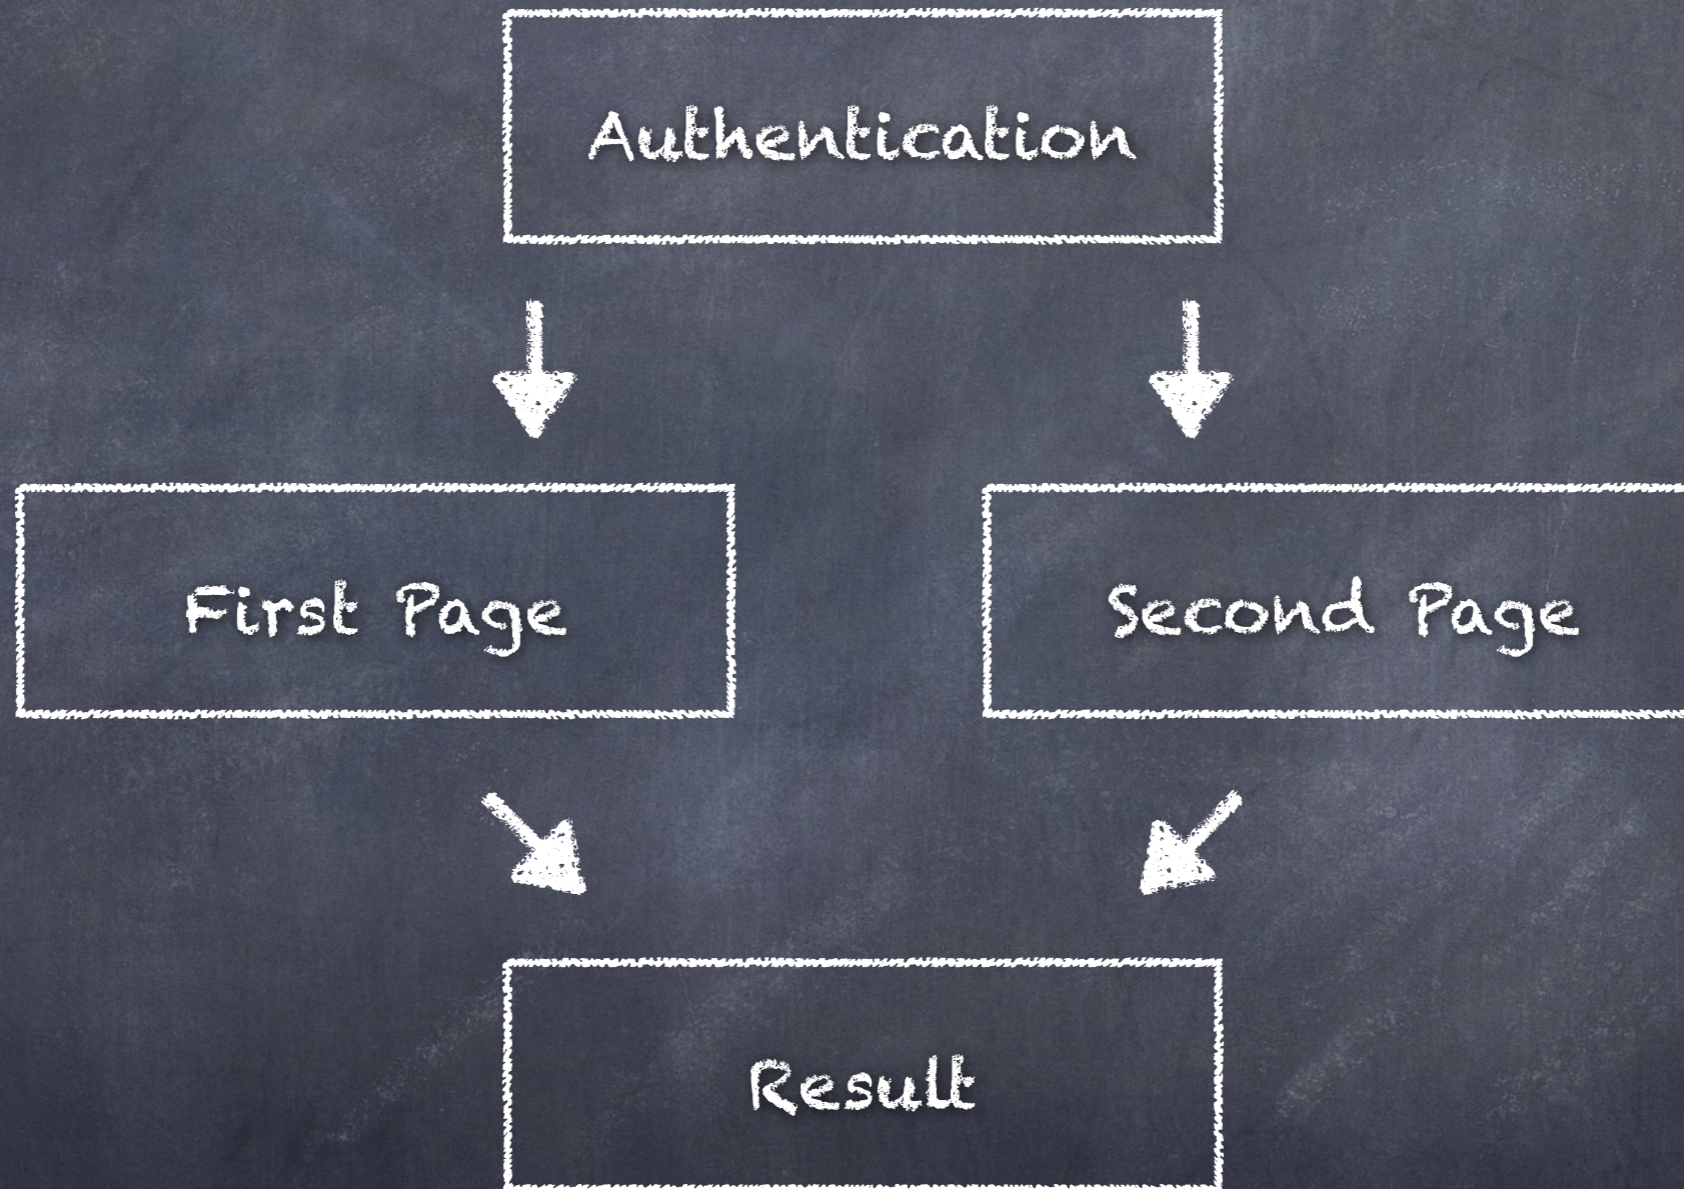 Authentication
First Page
Second Page
Result